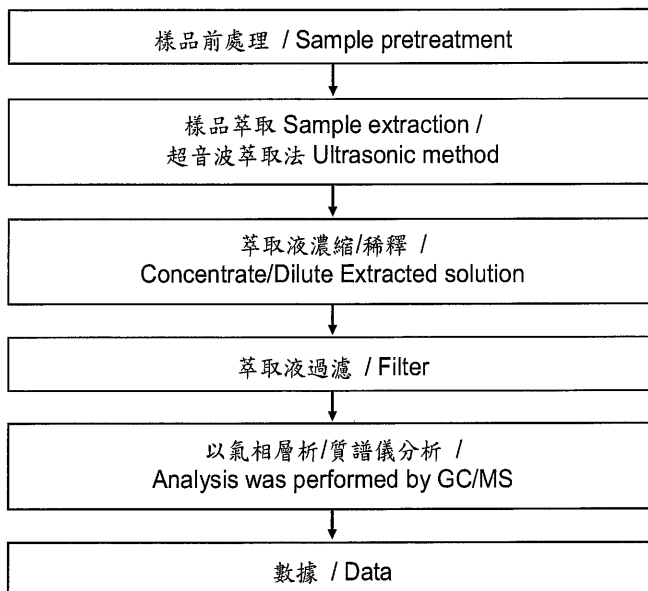 樣品前處理 / Sample pretreatment
樣品萃取 Sample extraction /
超音波萃取法 Ultrasonic method
萃取液濃縮/稀釋 /
Concentrate/Dilute Extracted solution
萃取液過濾 / Filter
以氣相層析/質譜儀分析 /
Analysis was performed by GC/MS
數據 / Data